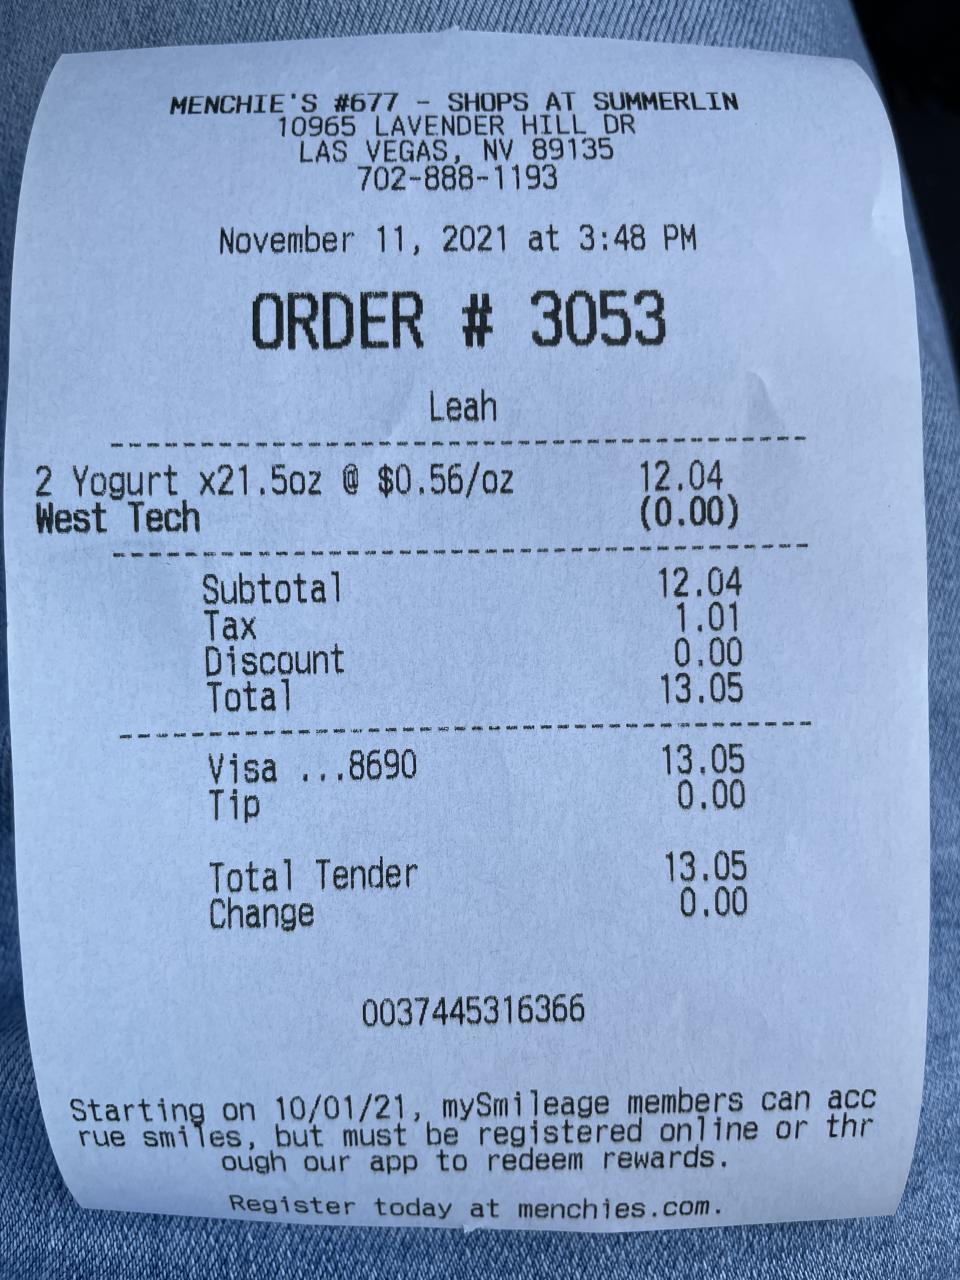 MENCHIE'S #677 - SHOPS AT SUMMERLIN
10965 LAVENDER HILL DR
LAS VEGAS, NV 89135
702-888-1193
November 11, 2021 at 3:48 PM
ORDER # 3053
Leah
2 Yogurt x21.5oz @ $0.56/oz 12.04
West Tech (0.00)
Subtotal 12.04
Tax 1.01
Discount 0.00
Total 13.05
Visa ...8690 13.05
Tip 0.00
Total Tender 13.05
Change 0.00
0037445316366
Starting on 10/01/21, mySmileage members can acc
rue smiles, but must be registered online or thr
ough our app to redeem rewards.
Register today at menchies.com.